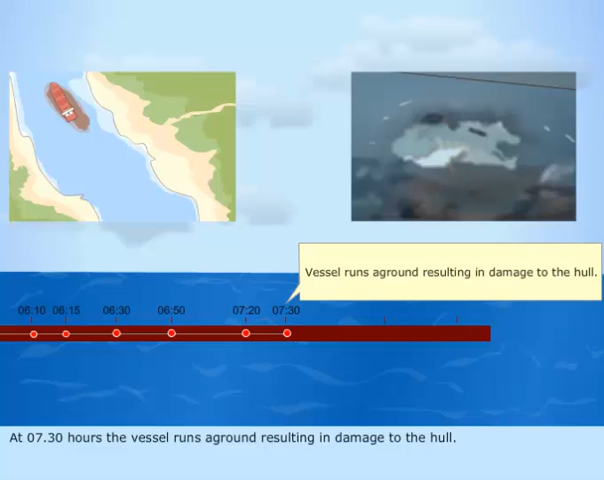 Vessel runs aground resulting in damage to the hull.
06:10 06:15 06:30 06:50 07:20 07:30
At 07.30 hours the vessel runs aground resulting in damage to the hull.